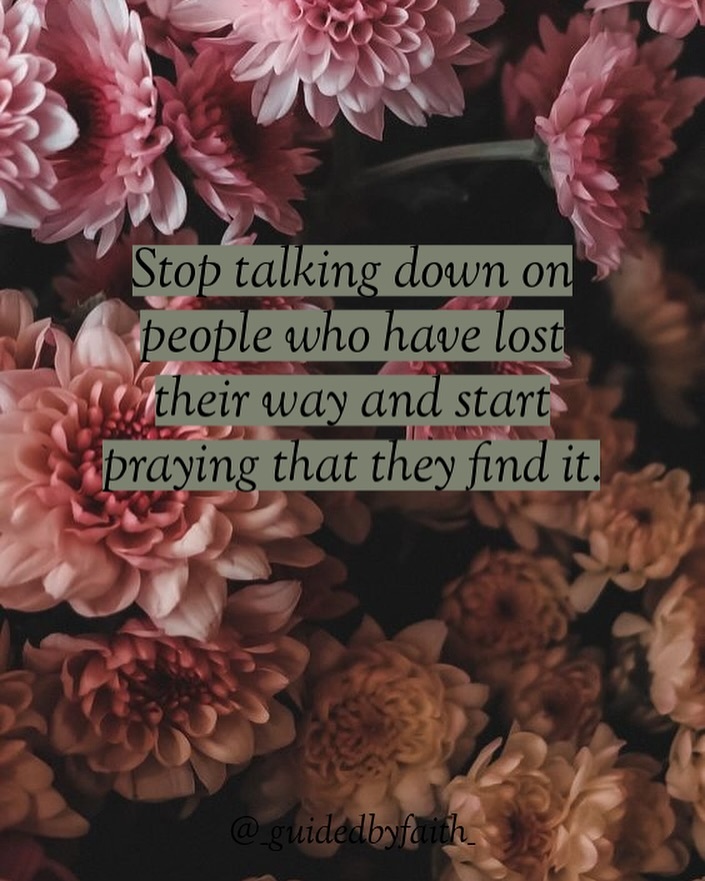 Stop talking down on
people who have lost
their way and start
praying that they find it.
@_guidedbyfaith_